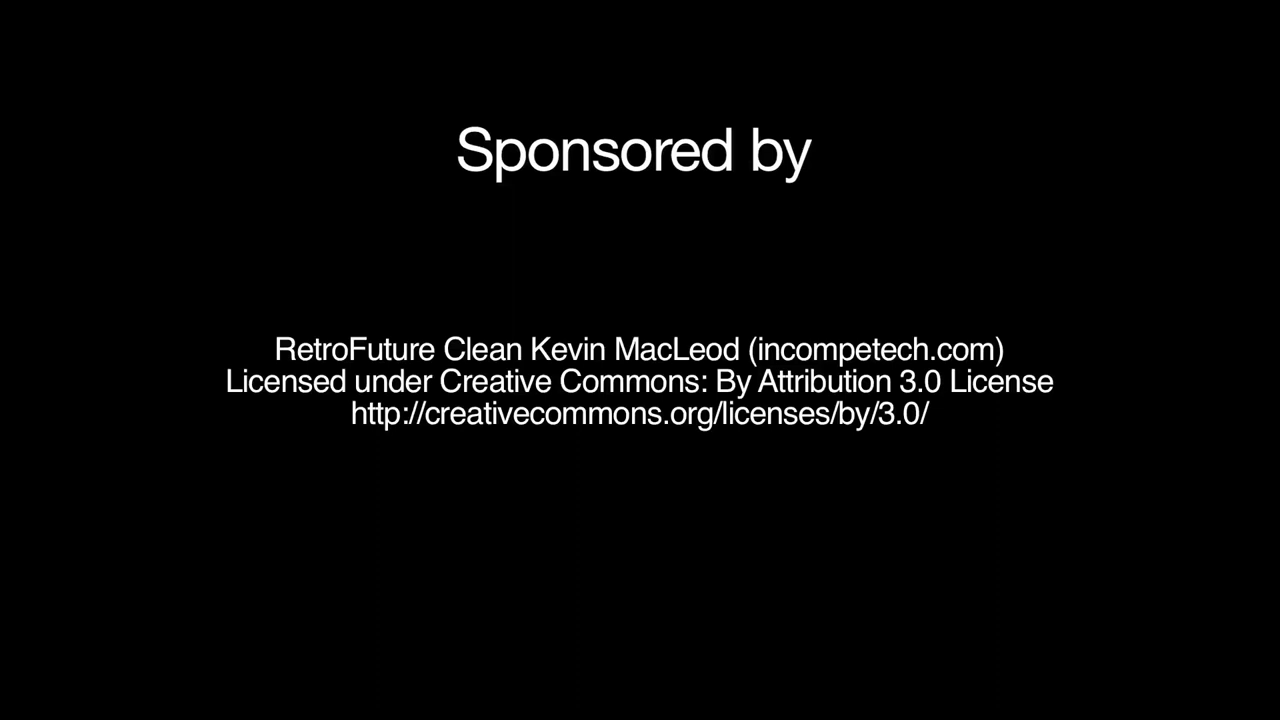 Sponsored by
RetroFuture Clean Kevin MacLeod (incompetech.com)
Licensed under Creative Commons: By Attribution 3.0 License
http://creativecommons.org/licenses/by/3.0/